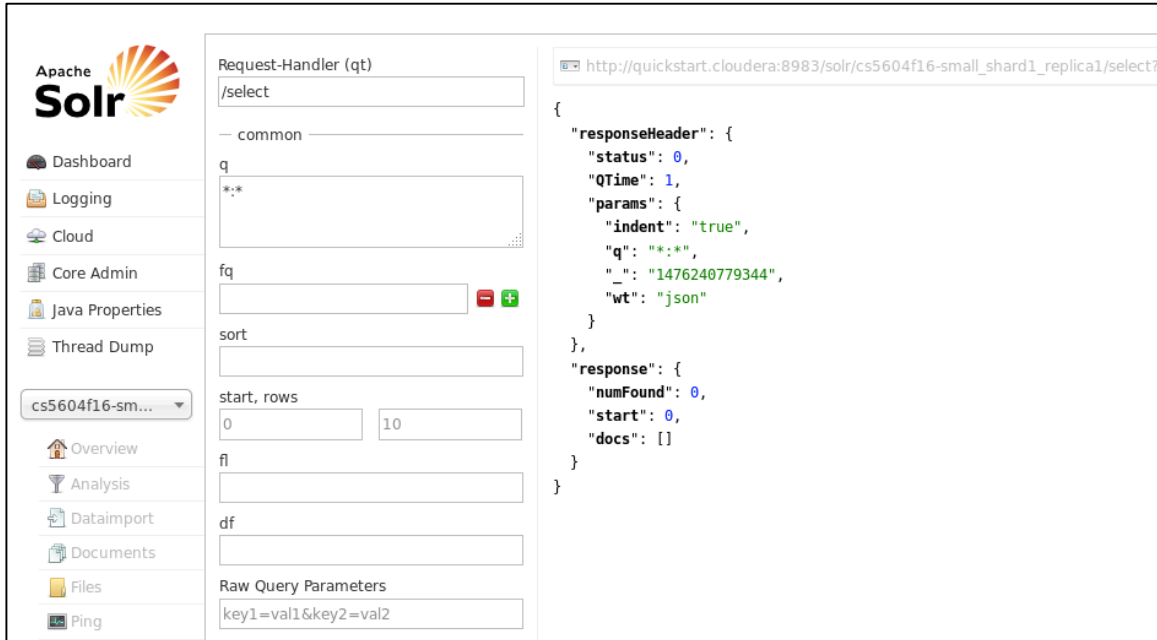 Apache
Solr
Dashboard
Logging
Cloud
Core Admin
Java Properties
Thread Dump
cs5604f16-sm...
Overview
Analysis
Dataimport
Documents
Files
Ping
Request-Handler (qt)
/select
common
q
*:*
fq
sort
start, rows
0 10
fl
df
Raw Query Parameters
key1=val1&key2=val2
http://quickstart.cloudera:8983/solr/cs5604f16-small_shard1_replica1/select?
{
"responseHeader": {
"status": 0,
"QTime": 1,
"params": {
"indent": "true",
"q": "*:*",
"_": "1476240779344",
"wt": "json"
}
},
"response": {
"numFound": 0,
"start": 0,
"docs": []
}
}